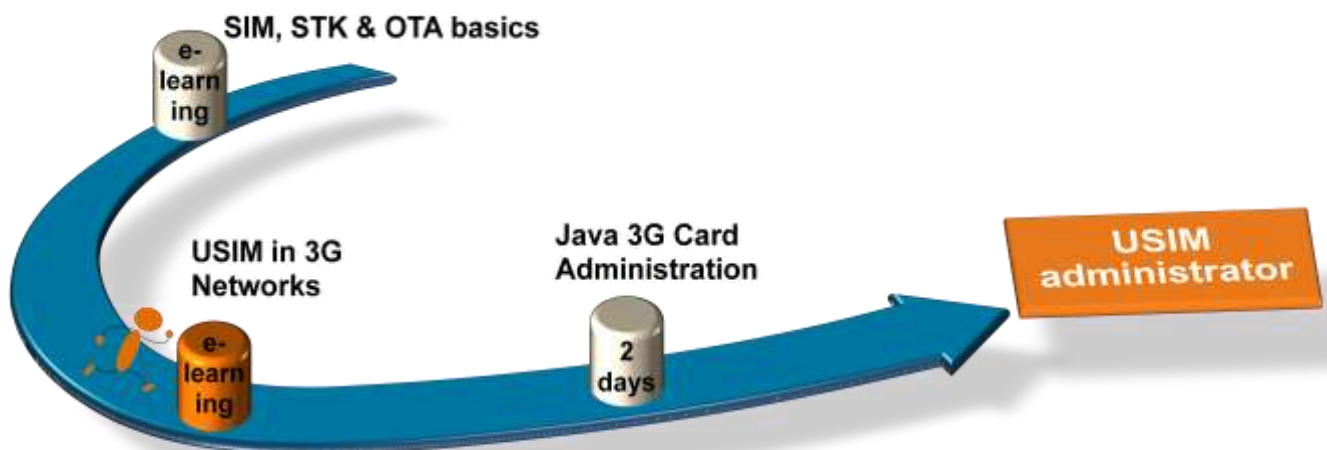 SIM, STK & OTA basics
e-
learn
ing
USIM in 3G
Networks
e-
learn
ing
Java 3G Card
Administration
2
days
USIM
administrator